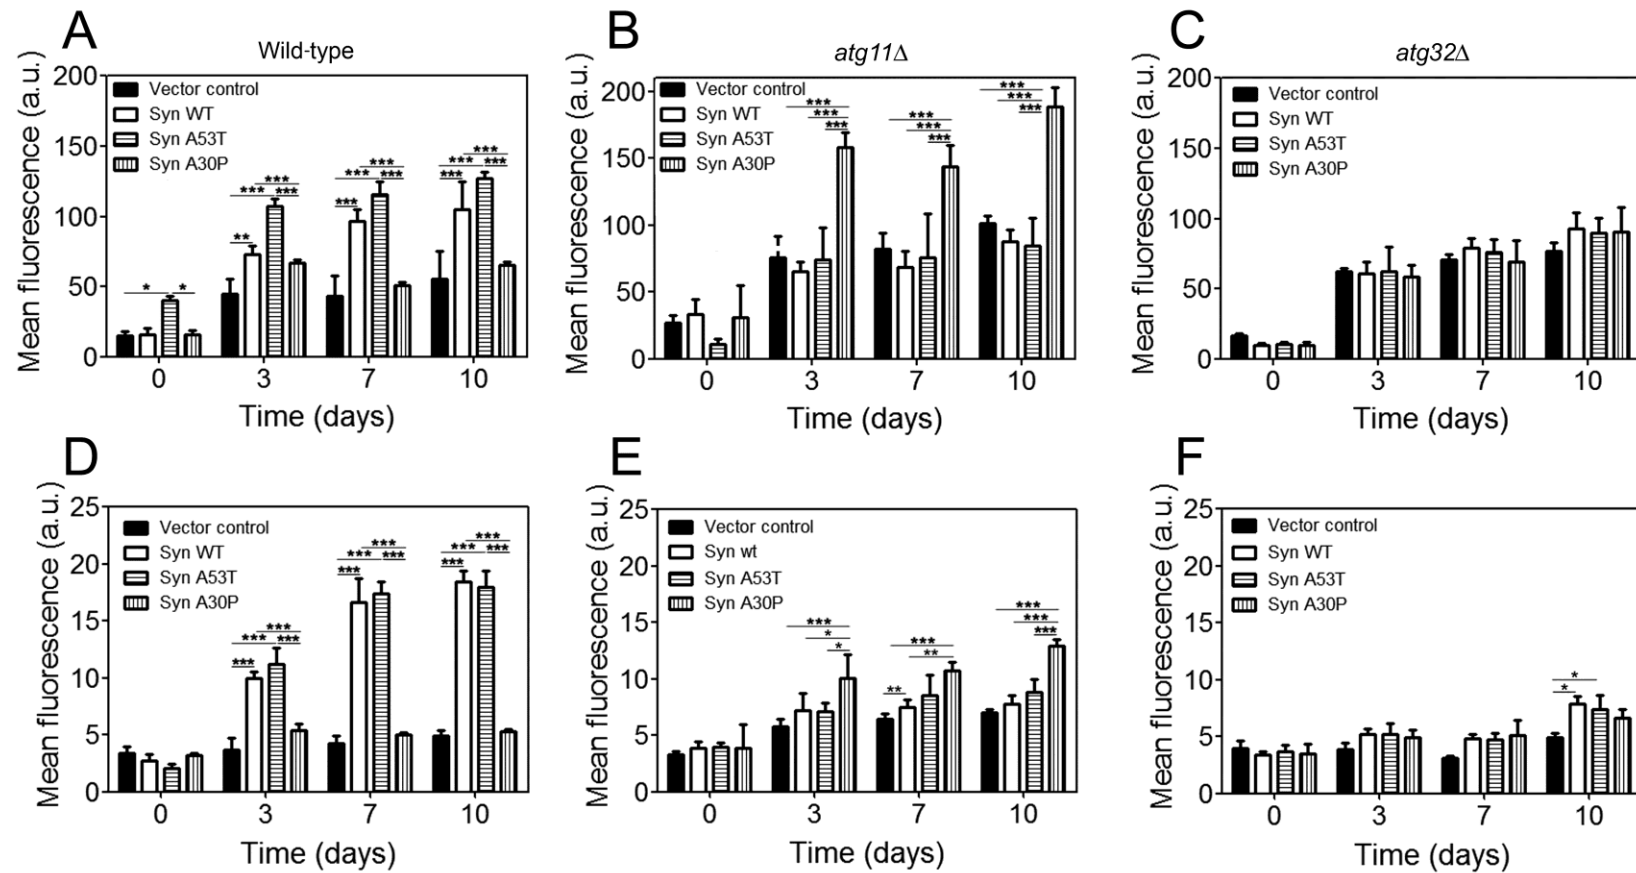 A
Wild-type
Mean fluorescence (a.u.)
200
150
100
50
0
Vector control
Syn WT
Syn A53T
Syn A30P
* *
** *** *** ***
*** *** *** ***
*** *** *** ***
0 3 7 10
Time (days)
B
atg11Δ
Mean fluorescence (a.u.)
200
150
100
50
0
Vector control
Syn WT
Syn A53T
Syn A30P
*** *** ***
*** *** ***
*** *** ***
0 3 7 10
Time (days)
C
atg32Δ
Mean fluorescence (a.u.)
200
150
100
50
0
Vector control
Syn WT
Syn A53T
Syn A30P
0 3 7 10
Time (days)
D
Mean fluorescence (a.u.)
25
20
15
10
5
0
Vector control
Syn WT
Syn A53T
Syn A30P
*** *** *** ***
*** *** *** ***
*** *** *** ***
0 3 7 10
Time (days)
E
Mean fluorescence (a.u.)
25
20
15
10
5
0
Vector control
Syn wt
Syn A53T
Syn A30P
*** * *
** *** **
*** *** ***
0 3 7 10
Time (days)
F
Mean fluorescence (a.u.)
25
20
15
10
5
0
Vector control
Syn WT
Syn A53T
Syn A30P
* *
0 3 7 10
Time (days)